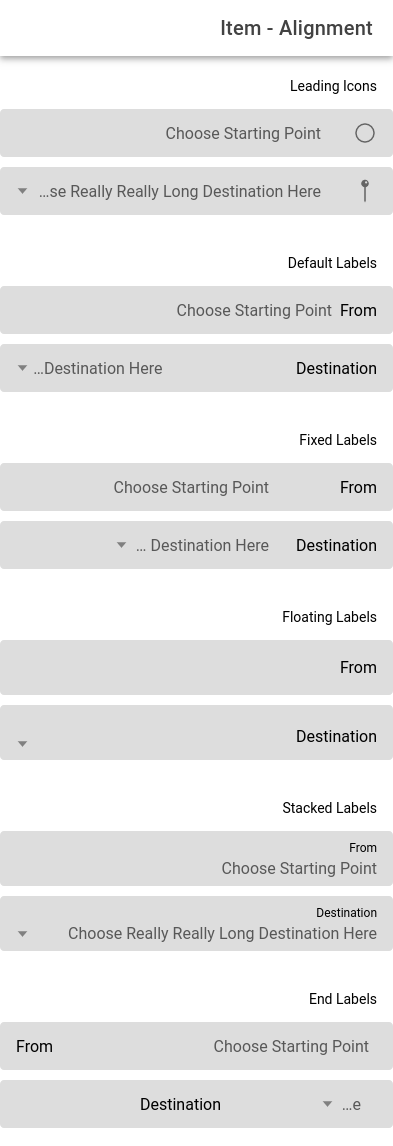 Item - Alignment
Leading Icons
Choose Starting Point
...se Really Really Long Destination Here
Default Labels
From Choose Starting Point
Destination ...Destination Here
Fixed Labels
From Choose Starting Point
Destination ... Destination Here
Floating Labels
From
Destination
Stacked Labels
From
Choose Starting Point
Destination
Choose Really Really Long Destination Here
End Labels
Choose Starting Point From
...e Destination